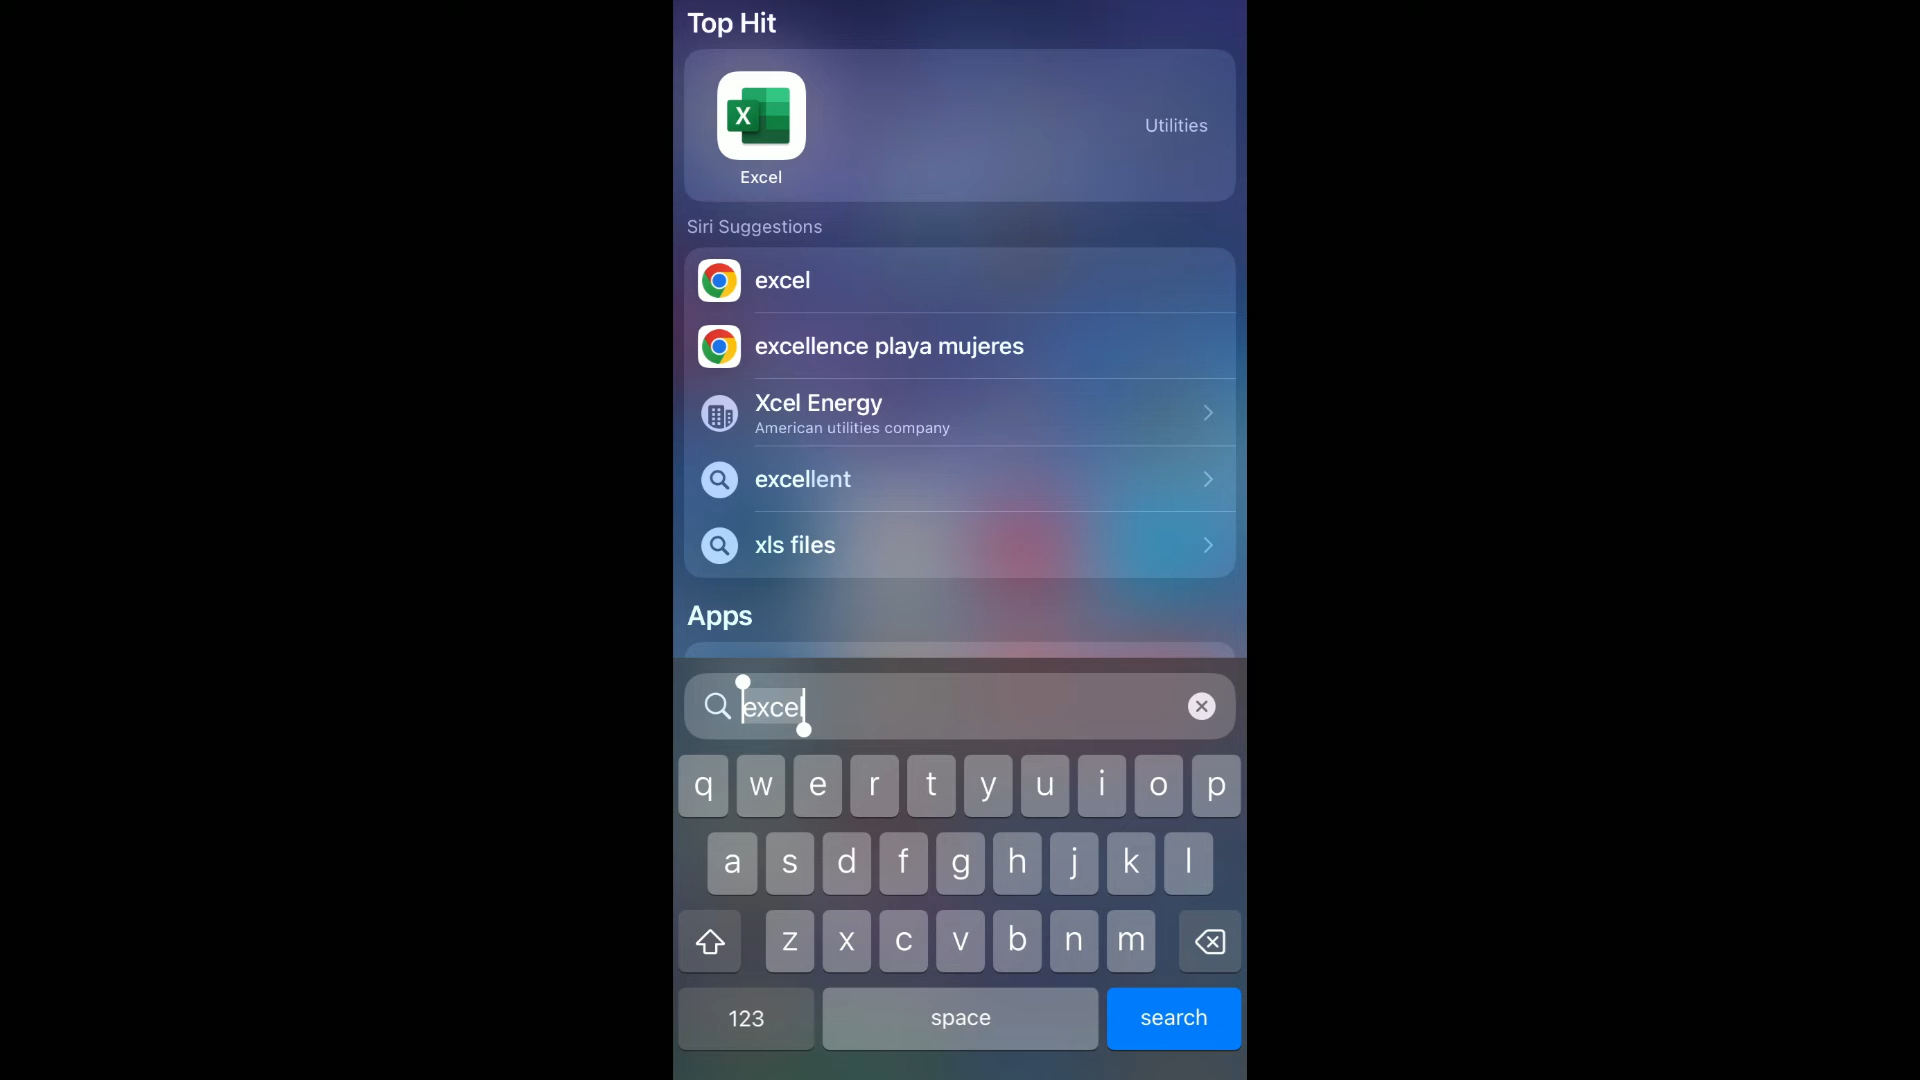 Top Hit
X
Utilities
Excel
Siri Suggestions
excel
excellence playa mujeres
Xcel Energy
American utilities company
excellent
xls files
Apps
excel
q w e r t y u i o p
a s d f g h j k l
z x c v b n m
123 space search